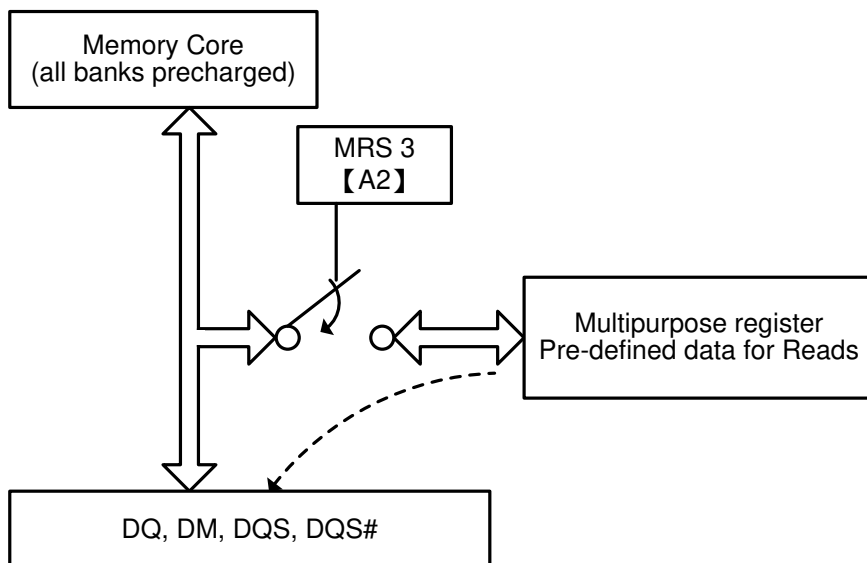 Memory Core
(all banks precharged)
MRS 3
【A2】
Multipurpose register
Pre-defined data for Reads
DQ, DM, DQS, DQS#